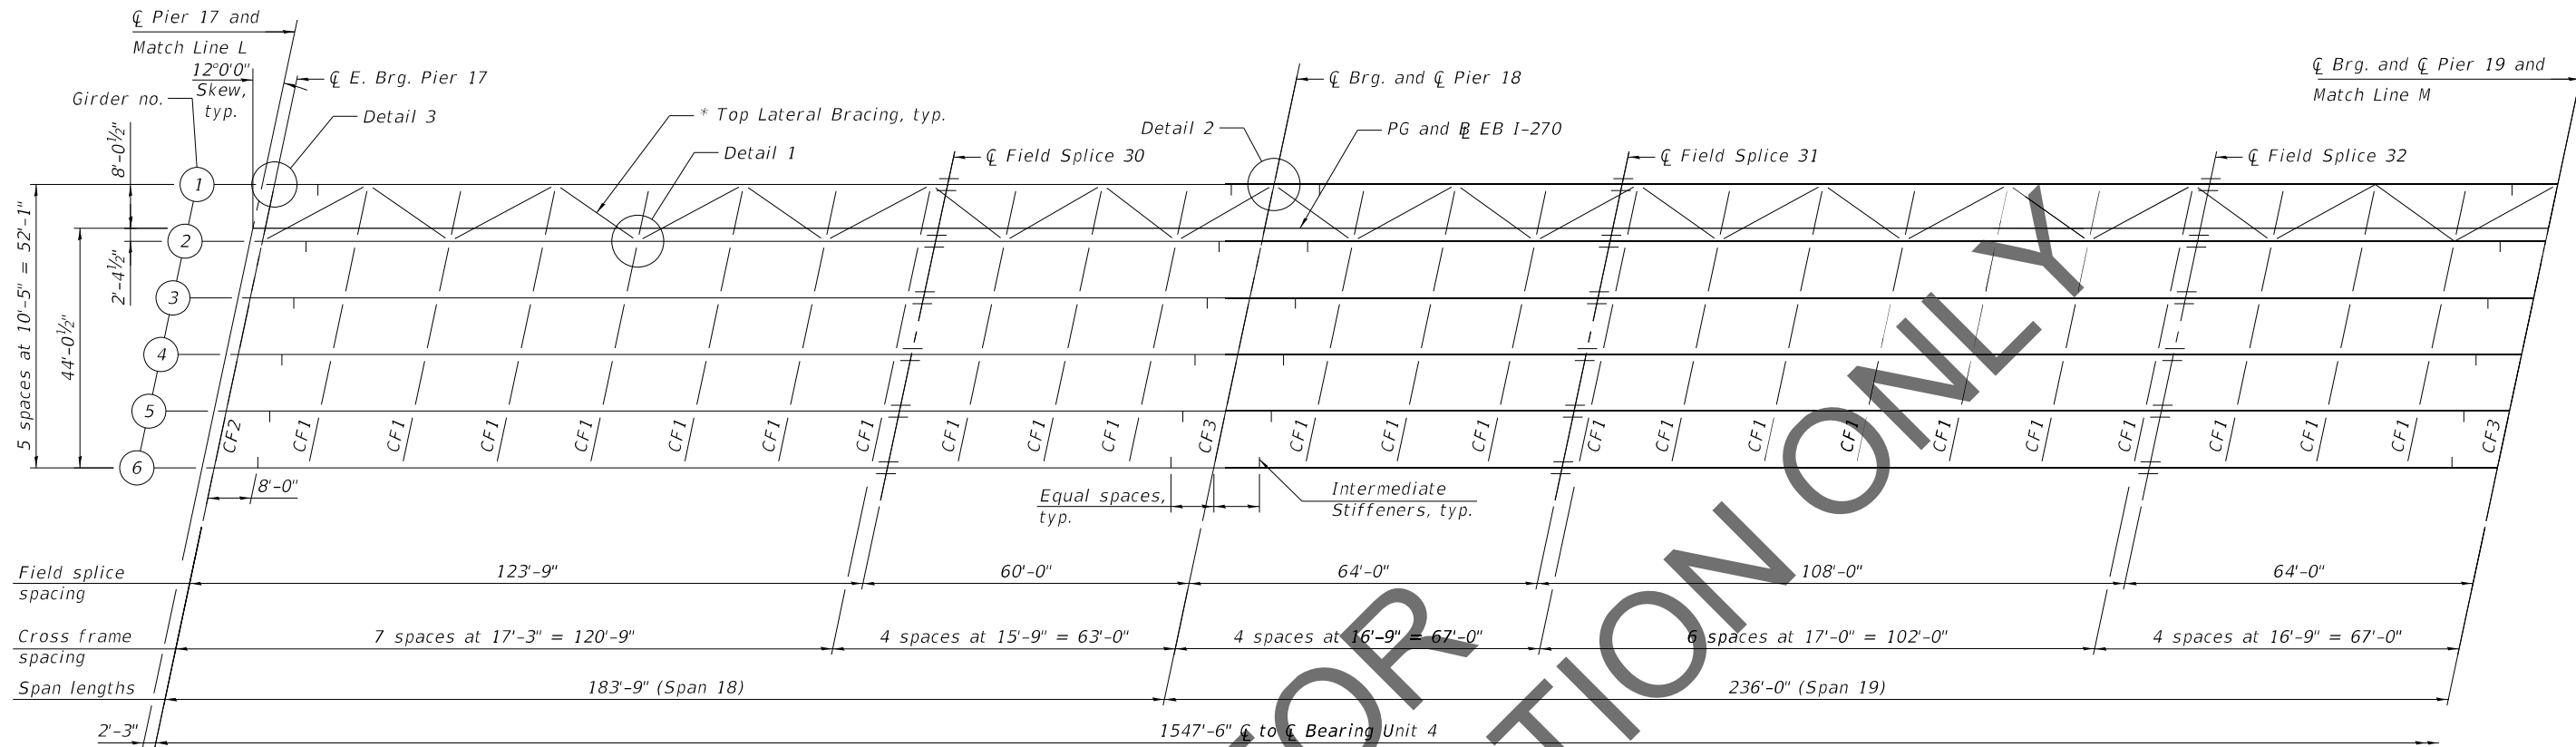 ℄ Pier 17 and
Match Line L
12°0'0"
Skew,
typ.
℄ E. Brg. Pier 17
Girder no.
Detail 3
* Top Lateral Bracing, typ.
Detail 1
℄ Field Splice 30
Detail 2
℄ Brg. and ℄ Pier 18
PG and B℄ EB I-270
℄ Field Splice 31
℄ Field Splice 32
℄ Brg. and ℄ Pier 19 and
Match Line M
8'-0½"
2'-4½"
44'-0½"
5 spaces at 10'-5" = 52'-1"
1
2
3
4
5
6
CF2 CF1 CF1 CF1 CF1 CF1 CF1 CF1 CF1 CF1 CF1 CF3 CF1 CF1 CF1 CF1 CF1 CF1 CF1 CF1 CF1 CF1 CF1 CF1 CF1 CF3
8'-0"
Equal spaces,
typ.
Intermediate
Stiffeners, typ.
Field splice
spacing
123'-9" 60'-0" 64'-0" 108'-0" 64'-0"
Cross frame
spacing
7 spaces at 17'-3" = 120'-9" 4 spaces at 15'-9" = 63'-0" 4 spaces at 16'-9" = 67'-0" 6 spaces at 17'-0" = 102'-0" 4 spaces at 16'-9" = 67'-0"
Span lengths
183'-9" (Span 18) 236'-0" (Span 19)
2'-3"
1547'-6" ℄ to ℄ Bearing Unit 4
FOR
TION ONLY